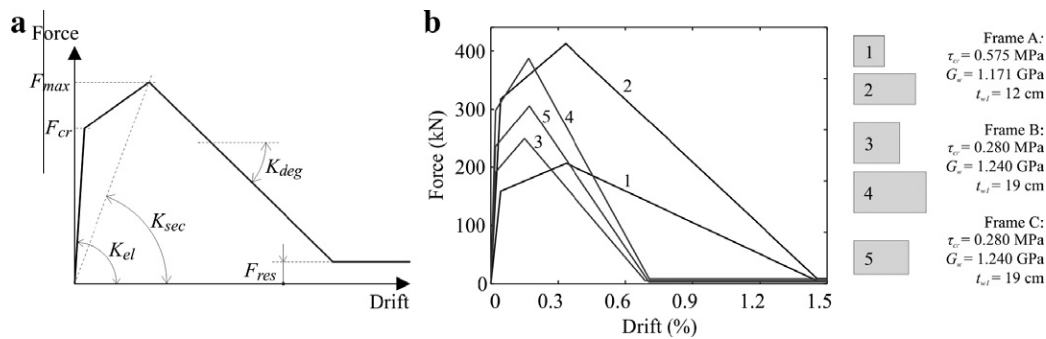 a
Force
F_max
F_cr
K_deg
K_sec
K_el
F_res
Drift
b
400
300
200
100
0
Force (kN)
2
4
5
3
1
0 0.3 0.6 0.9 1.2 1.5
Drift (%)
1
2
3
4
5
Frame A:
τ_cr = 0.575 MPa
G_w = 1.171 GPa
t_wl = 12 cm
Frame B:
τ_cr = 0.280 MPa
G_w = 1.240 GPa
t_wl = 19 cm
Frame C:
τ_cr = 0.280 MPa
G_w = 1.240 GPa
t_wl = 19 cm